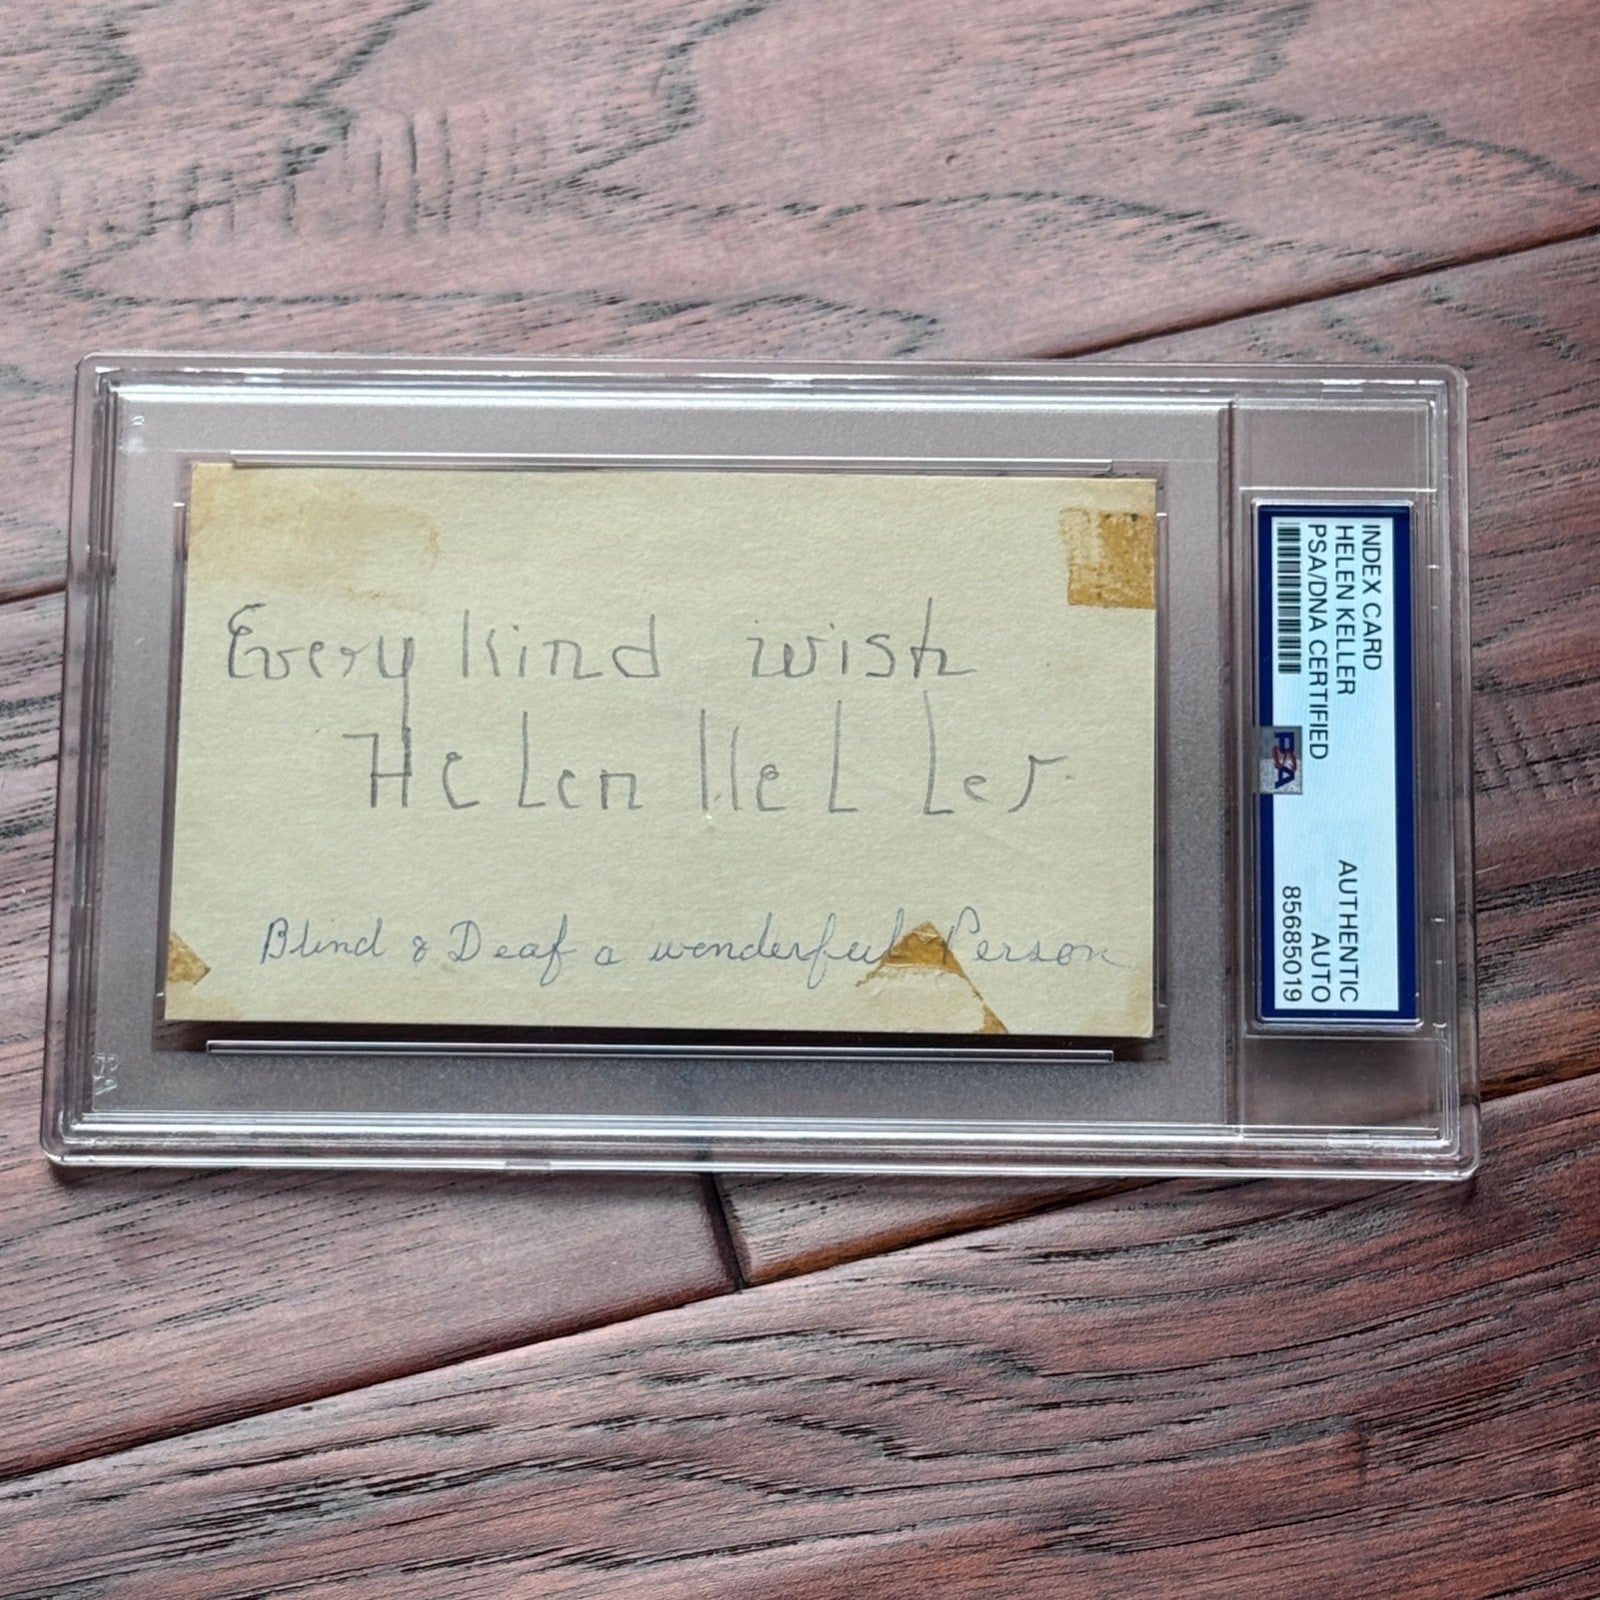 Every kind wish
Helen Keller
Blind & Deaf a wonderful Person
INDEX CARD
HELEN KELLER
PSA/DNA CERTIFIED
PSA
AUTHENTIC
AUTO
85685019